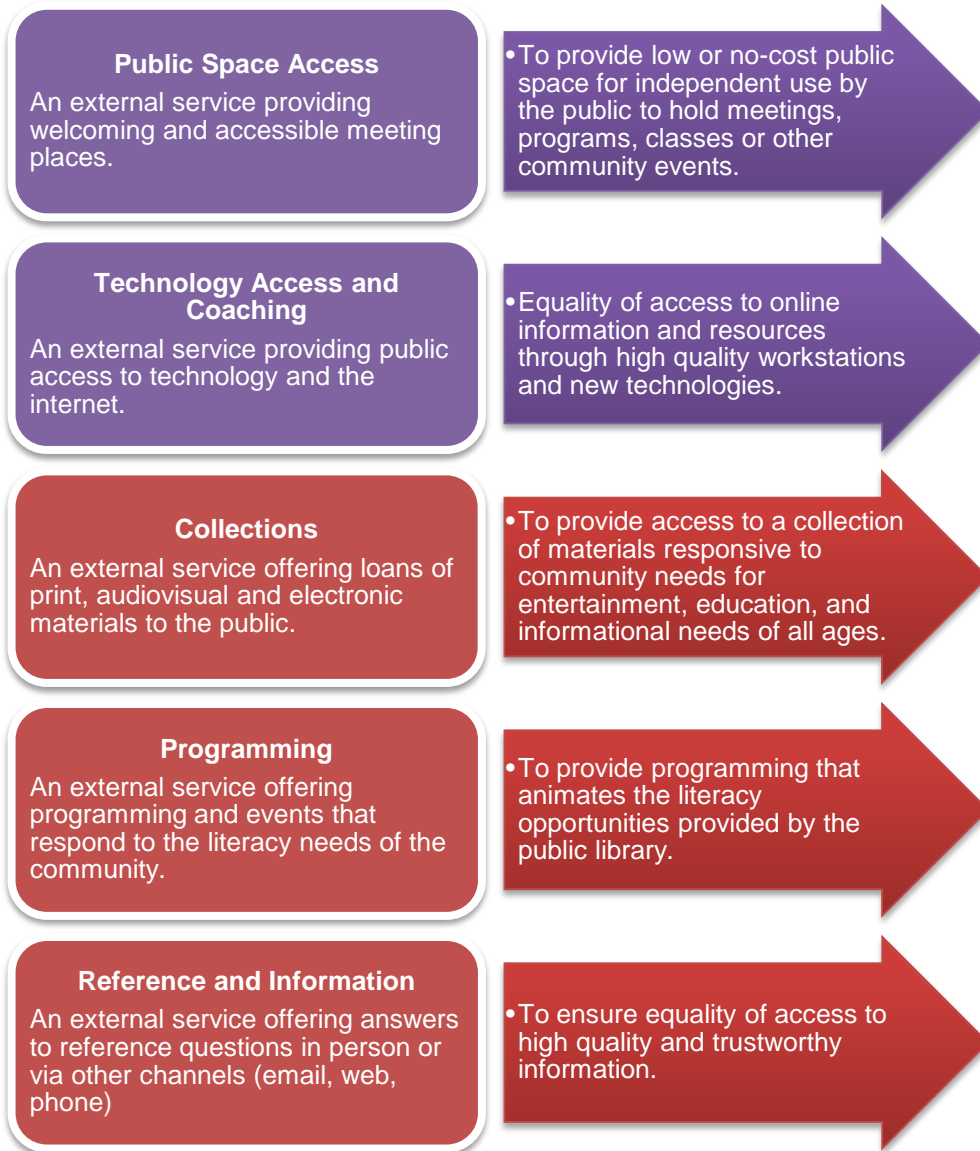 Public Space Access
An external service providing
welcoming and accessible meeting
places.
•To provide low or no-cost public
space for independent use by
the public to hold meetings,
programs, classes or other
community events.
Technology Access and
Coaching
An external service providing public
access to technology and the
internet.
•Equality of access to online
information and resources
through high quality workstations
and new technologies.
Collections
An external service offering loans of
print, audiovisual and electronic
materials to the public.
•To provide access to a collection
of materials responsive to
community needs for
entertainment, education, and
informational needs of all ages.
Programming
An external service offering
programming and events that
respond to the literacy needs of the
community.
•To provide programming that
animates the literacy
opportunities provided by the
public library.
Reference and Information
An external service offering answers
to reference questions in person or
via other channels (email, web,
phone)
•To ensure equality of access to
high quality and trustworthy
information.